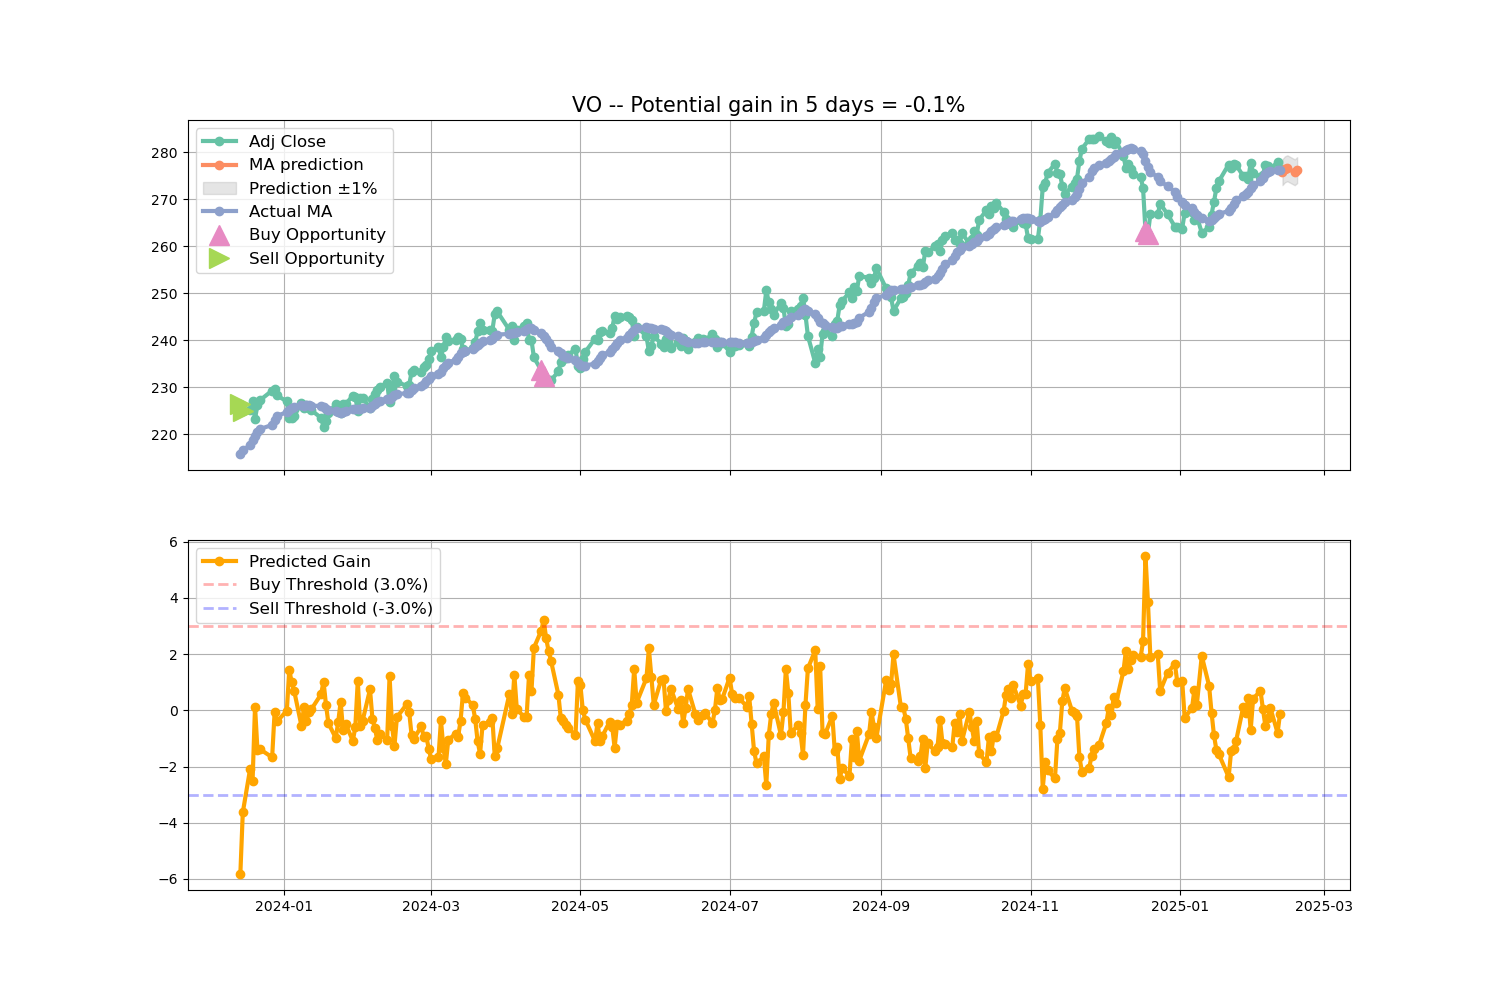 VO -- Potential gain in 5 days = -0.1%
Adj Close
MA prediction
Prediction ±1%
Actual MA
Buy Opportunity
Sell Opportunity
280
270
260
250
240
230
220
Predicted Gain
Buy Threshold (3.0%)
Sell Threshold (-3.0%)
6
4
2
0
−2
−4
−6
2024-01
2024-03
2024-05
2024-07
2024-09
2024-11
2025-01
2025-03